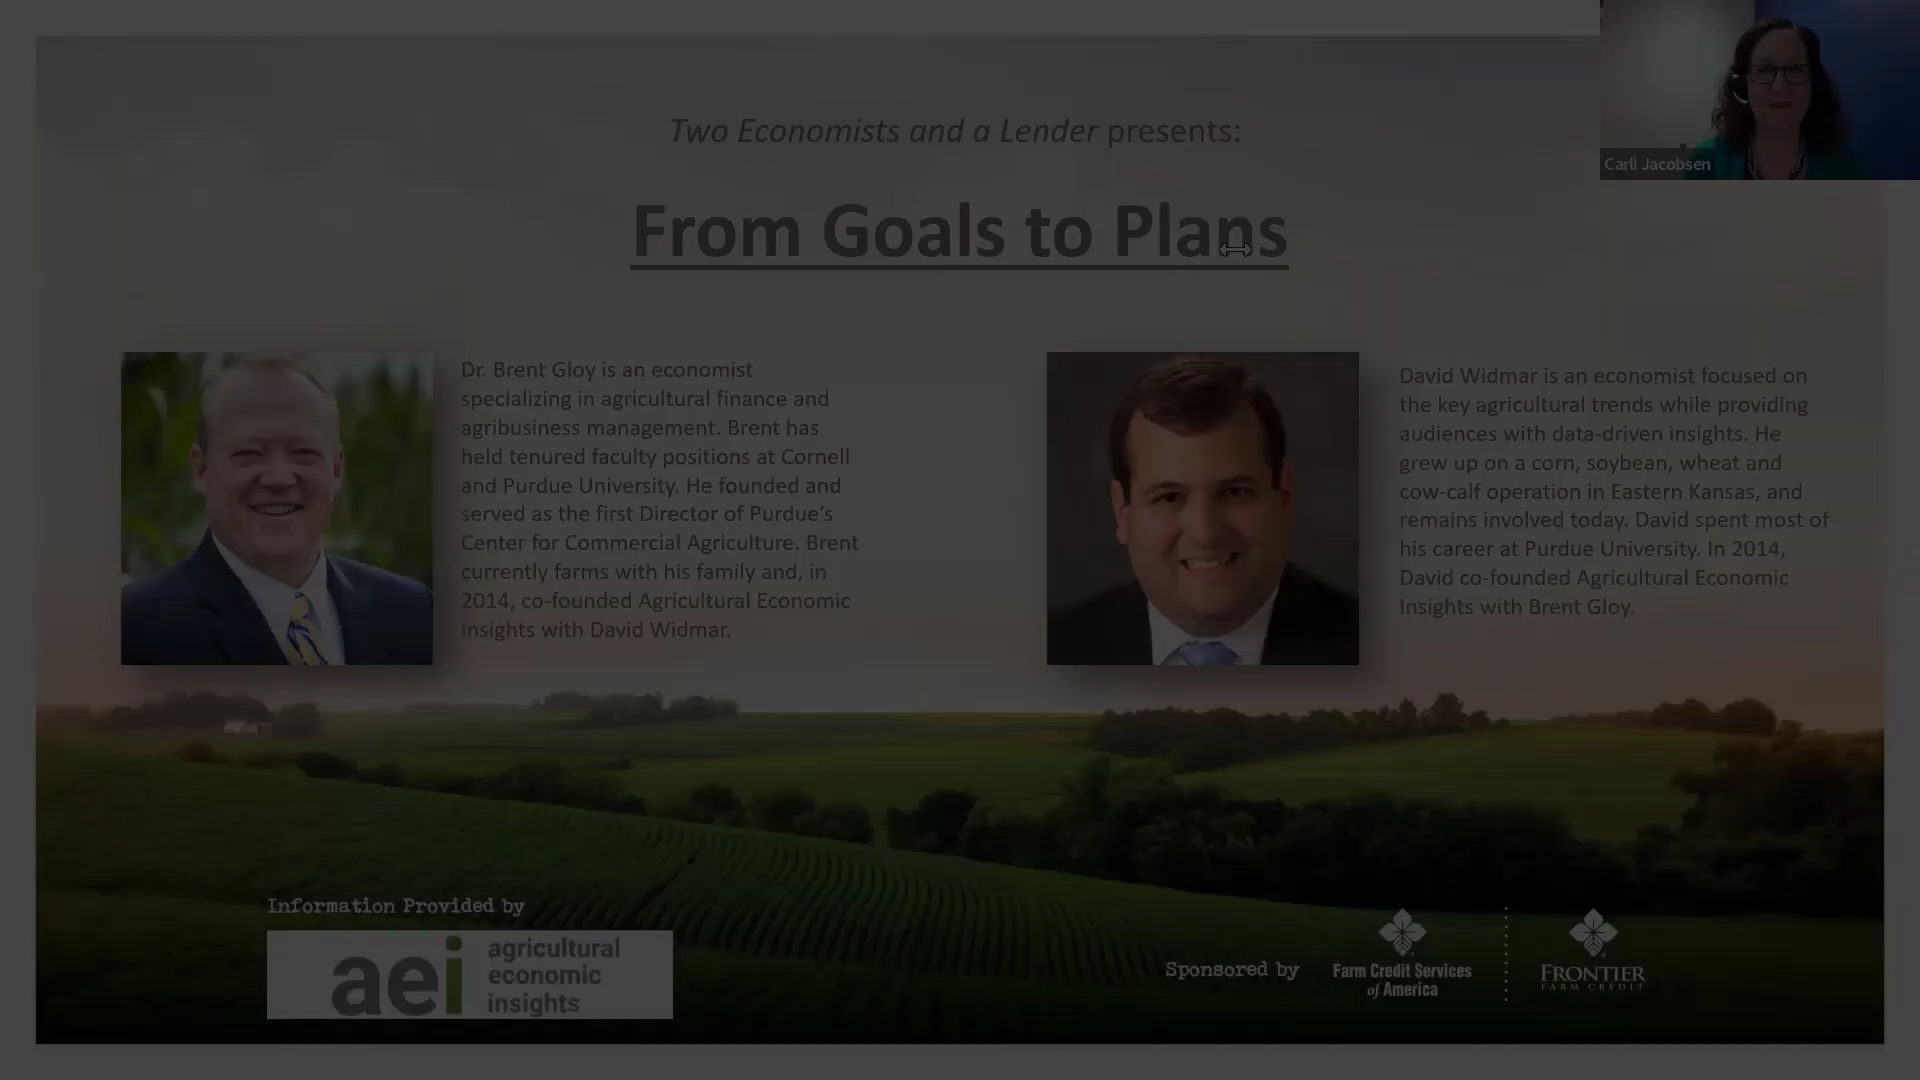 Two Economists and a Lender presents:
From Goals to Plans
Carli Jacobsen
Dr. Brent Gloy is an economist
specializing in agricultural finance and
agribusiness management. Brent has
held tenured faculty positions at Cornell
and Purdue University. He founded and
served as the first Director of Purdue’s
Center for Commercial Agriculture. Brent
currently farms with his family and, in
2014, co-founded Agricultural Economic
Insights with David Widmar.
David Widmar is an economist focused on
the key agricultural trends while providing
audiences with data-driven insights. He
grew up on a corn, soybean, wheat and
cow-calf operation in Eastern Kansas, and
remains involved today. David spent most of
his career at Purdue University. In 2014,
David co-founded Agricultural Economic
Insights with Brent Gloy.
Information Provided by
aei
agricultural
economic
insights
Sponsored by
Farm Credit Services
of America
FRONTIER
FARM CREDIT